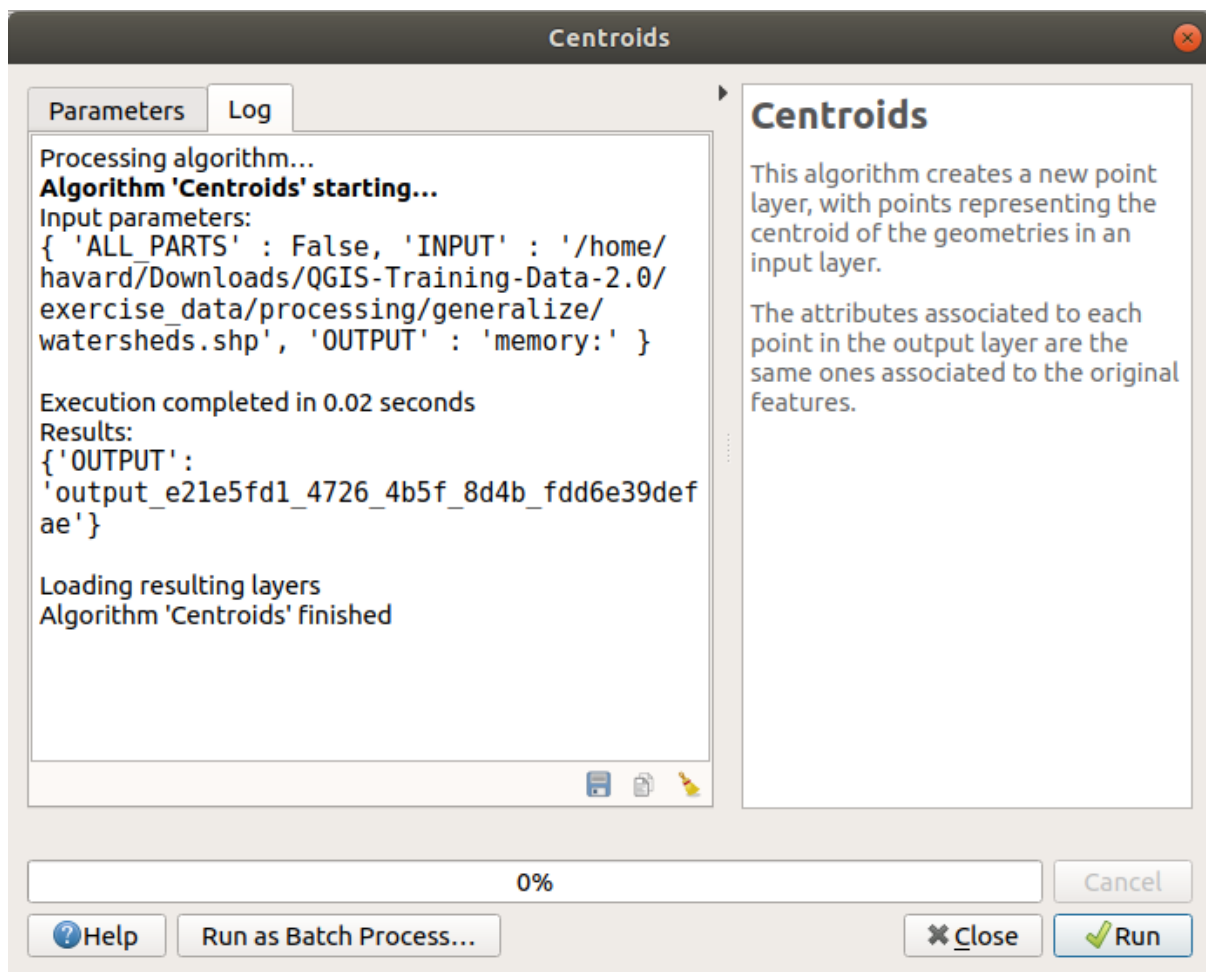 Centroids
Parameters
Log
Processing algorithm…
Algorithm 'Centroids' starting…
Input parameters:
{ 'ALL_PARTS' : False, 'INPUT' : '/home/
havard/Downloads/QGIS-Training-Data-2.0/
exercise_data/processing/generalize/
watersheds.shp', 'OUTPUT' : 'memory:' }
Execution completed in 0.02 seconds
Results:
{'OUTPUT':
'output_e21e5fd1_4726_4b5f_8d4b_fdd6e39def
ae'}
Loading resulting layers
Algorithm 'Centroids' finished
Centroids
This algorithm creates a new point
layer, with points representing the
centroid of the geometries in an
input layer.
The attributes associated to each
point in the output layer are the
same ones associated to the original
features.
0%
Cancel
Help
Run as Batch Process…
Close
Run